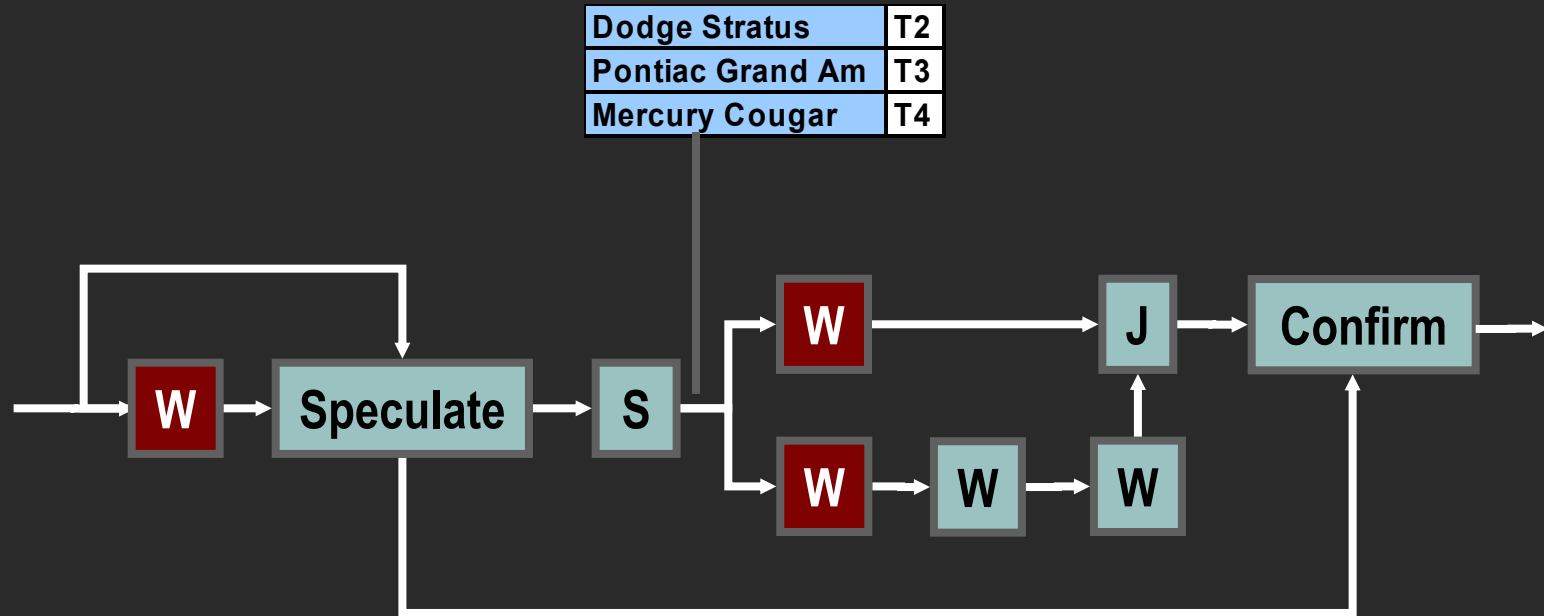 Dodge Stratus T2
Pontiac Grand Am T3
Mercury Cougar T4
W J Confirm
W Speculate S
W W W